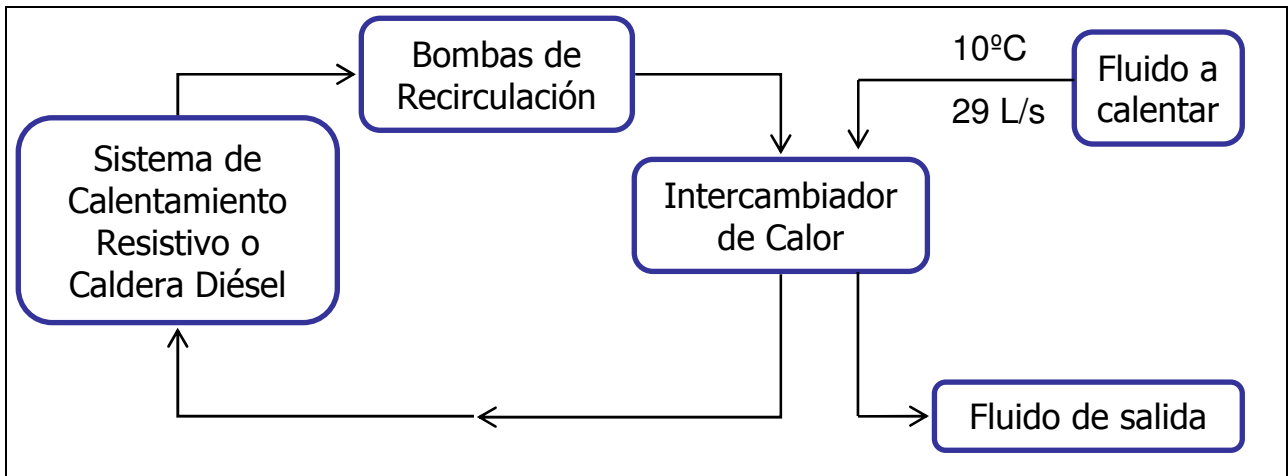 Bombas de
Recirculación
10ºC
29 L/s
Fluido a
calentar
Sistema de
Calentamiento
Resistivo o
Caldera Diésel
Intercambiador
de Calor
Fluido de salida